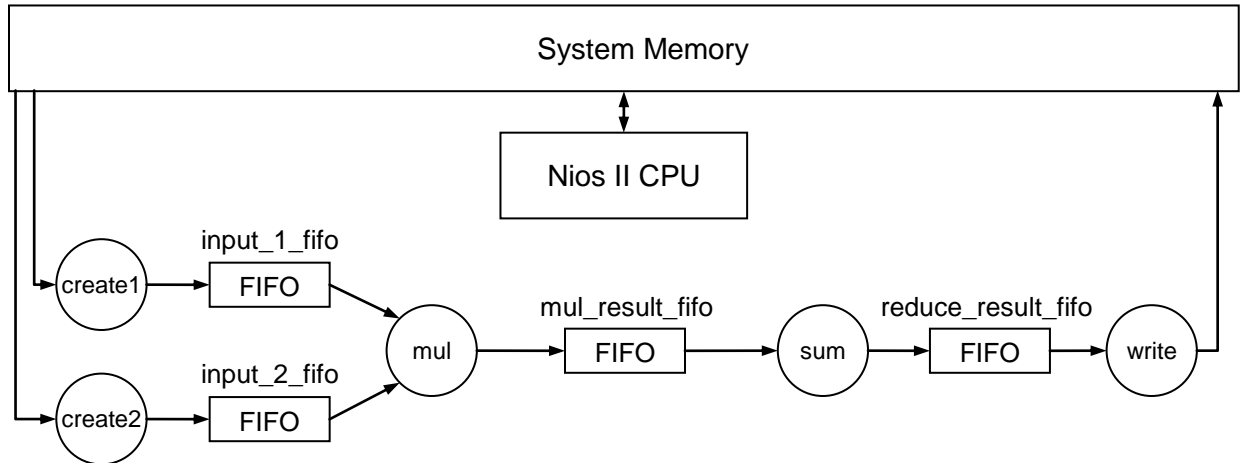 System Memory
Nios II CPU
input_1_fifo
create1
FIFO
mul_result_fifo
reduce_result_fifo
mul
FIFO
sum
FIFO
write
input_2_fifo
create2
FIFO